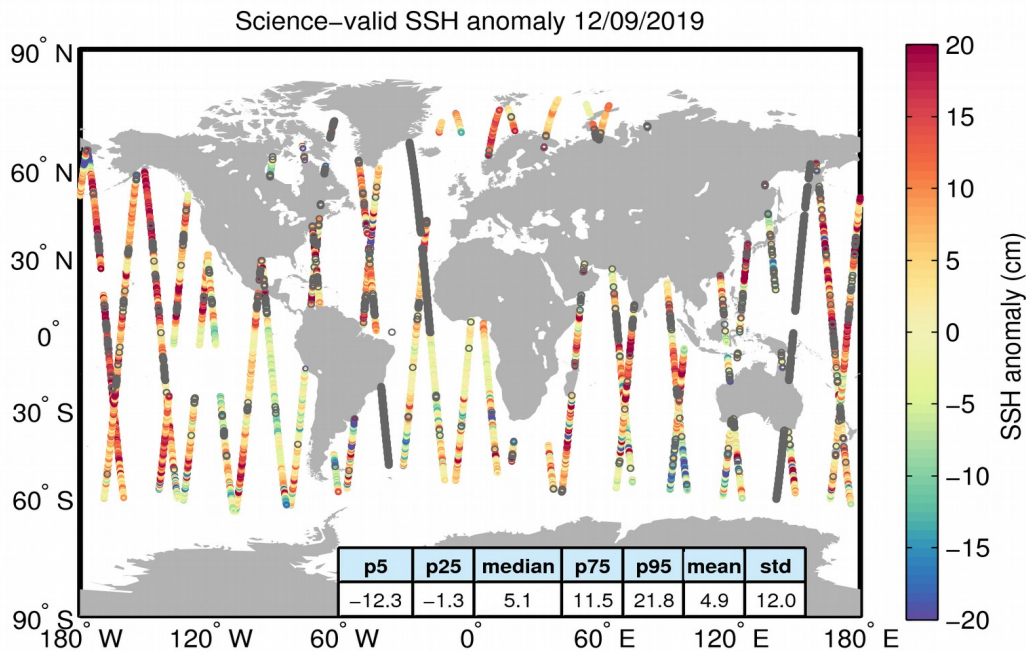 Science−valid SSH anomaly 12/09/2019
90° N
60° N
30° N
0°
30° S
60° S
90° S
180° W
120° W
60° W
0°
60° E
120° E
180° E
p5 p25 median p75 p95 mean std
−12.3 −1.3 5.1 11.5 21.8 4.9 12.0
20
15
10
5
0
−5
−10
−15
−20
SSH anomaly (cm)